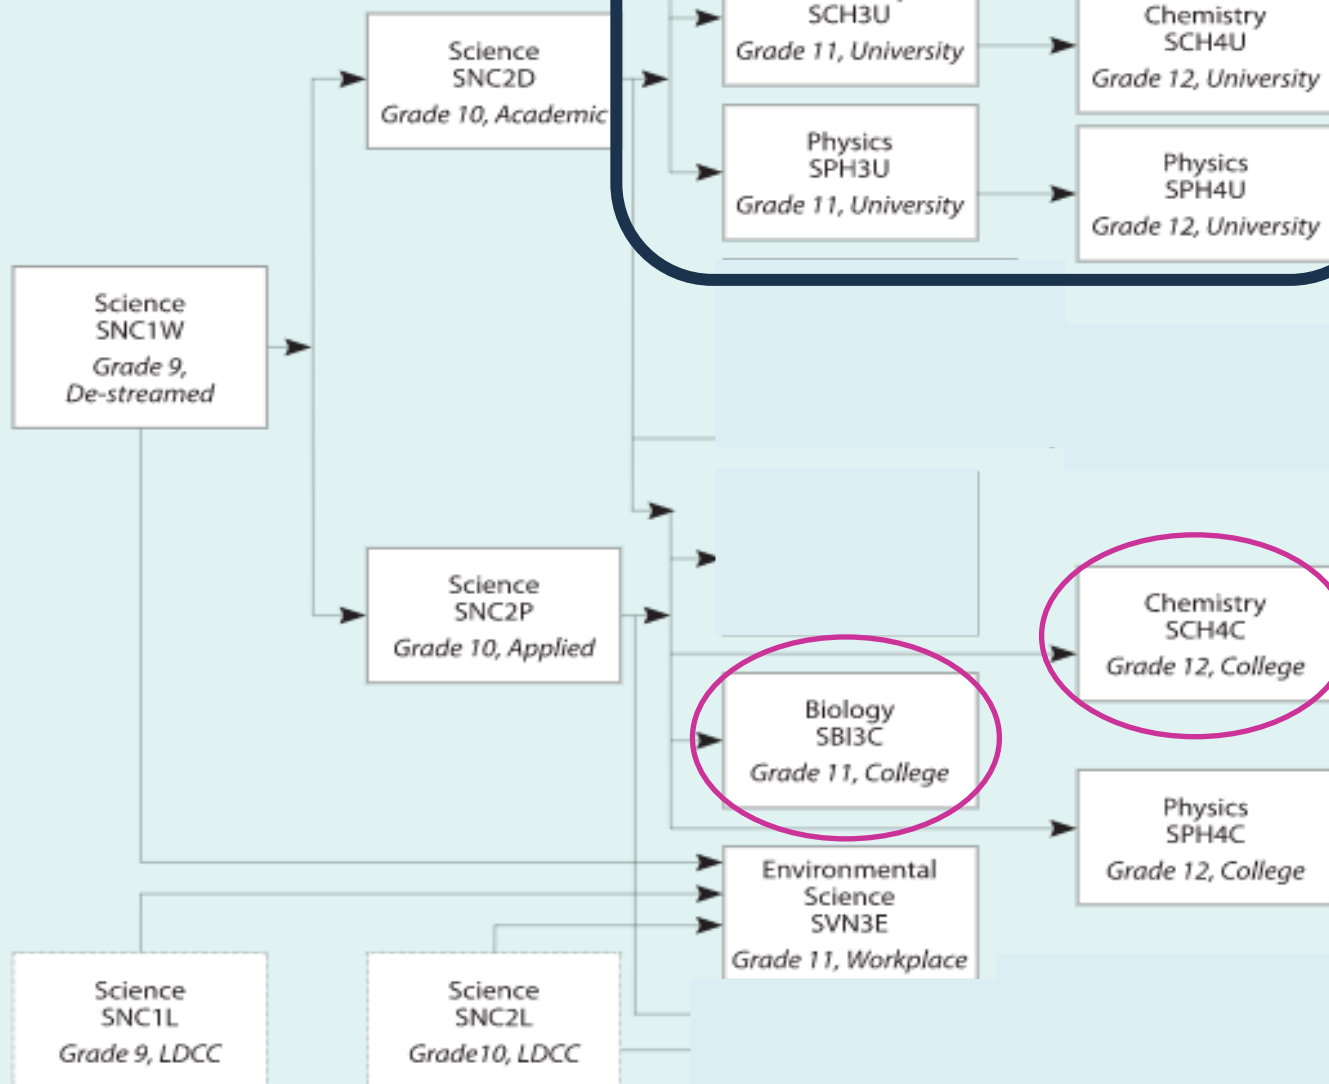 SCH3U
Grade 11, University
Chemistry
SCH4U
Grade 12, University
Science
SNC2D
Grade 10, Academic
Physics
SPH3U
Grade 11, University
Physics
SPH4U
Grade 12, University
Science
SNC1W
Grade 9,
De-streamed
Science
SNC2P
Grade 10, Applied
Chemistry
SCH4C
Grade 12, College
Biology
SBI3C
Grade 11, College
Physics
SPH4C
Grade 12, College
Environmental
Science
SVN3E
Grade 11, Workplace
Science
SNC1L
Grade 9, LDCC
Science
SNC2L
Grade10, LDCC